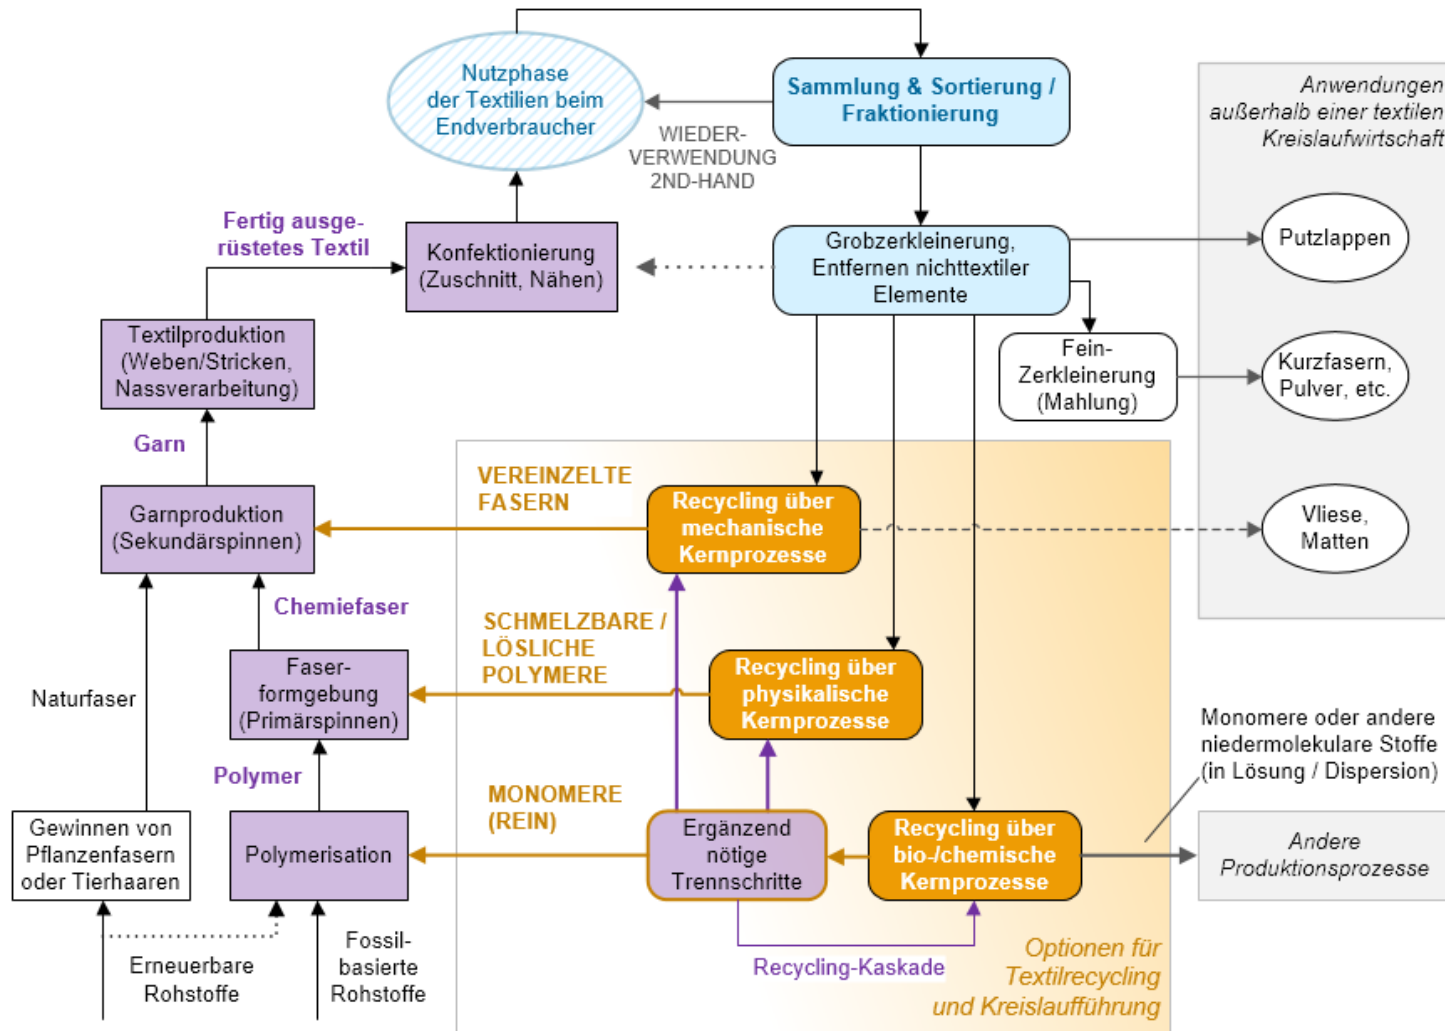 Nutzphase
der Textilien beim
Endverbraucher
Sammlung & Sortierung /
Fraktionierung
WIEDER-
VERWENDUNG
2ND-HAND
Anwendungen
außerhalb einer textilen
Kreislaufwirtschaft
Fertig ausge-
rüstetes Textil
Konfektionierung
(Zuschnitt, Nähen)
Grobzerkleinerung,
Entfernen nichttextiler
Elemente
Putzlappen
Textilproduktion
(Weben/Stricken,
Nassverarbeitung)
Fein-
Zerkleinerung
(Mahlung)
Kurzfasern,
Pulver, etc.
Garn
VEREINZELTE
FASERN
Garnproduktion
(Sekundärspinnen)
Recycling über
mechanische
Kernprozesse
Vliese,
Matten
Chemiefaser
SCHMELZBARE /
LÖSLICHE
POLYMERE
Naturfaser
Faser-
formgebung
(Primärspinnen)
Recycling über
physikalische
Kernprozesse
Monomere oder andere
niedermolekulare Stoffe
(in Lösung / Dispersion)
Polymer
MONOMERE
(REIN)
Gewinnen von
Pflanzenfasern
oder Tierhaaren
Polymerisation
Ergänzend
nötige
Trennschritte
Recycling über
bio-/chemische
Kernprozesse
Andere
Produktionsprozesse
Erneuerbare
Rohstoffe
Fossil-
basierte
Rohstoffe
Recycling-Kaskade
Optionen für
Textilrecycling
und Kreislaufführung